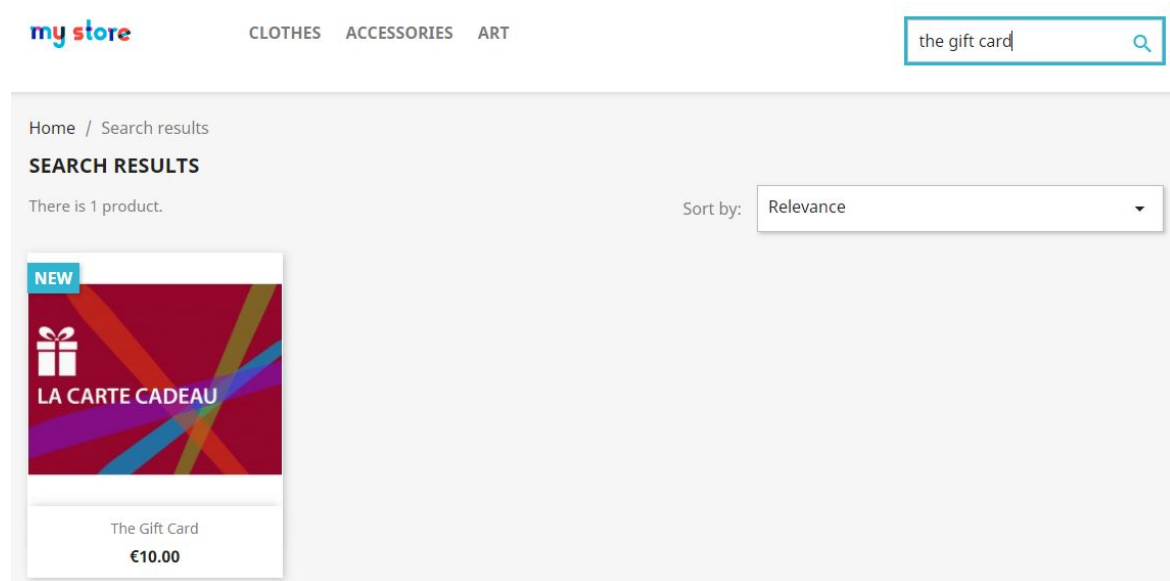 my store
CLOTHES ACCESSORIES ART
the gift card
Home / Search results
SEARCH RESULTS
There is 1 product.
Sort by: Relevance
NEW
LA CARTE CADEAU
The Gift Card
€10.00